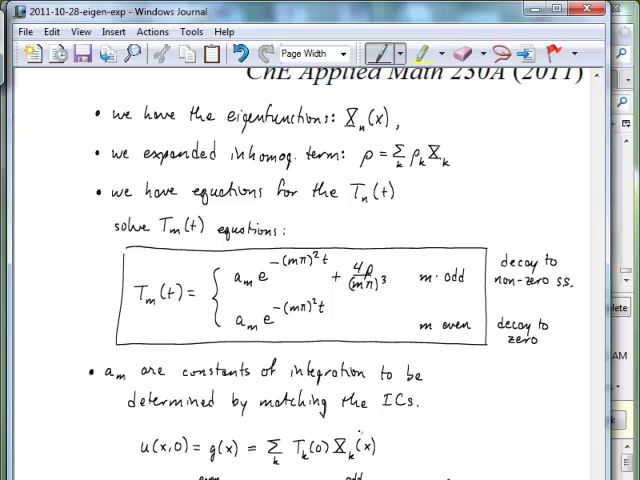 2011-10-28-eigen-exp - Windows Journal
File Edit View Insert Actions Tools Help
Page Width
ChE Applied Math 230A (2011)
• we have the eigenfunctions: X_n(x),
• we expanded inhomog. term: ρ = Σ_k ρ_k X_k
• we have equations for the T_n(t)
solve T_m(t) equations:
T_m(t) = { a_m e^{-(mπ)^2 t} + 4ρ/(mπ)^3 m odd
a_m e^{-(mπ)^2 t} m even
decay to
non-zero s.s.
decay to
zero
• a_m are constants of integration to be
determined by matching the ICs.
u(x,0) = g(x) = Σ_k T_k(0) X_k(x)
even odd
AM